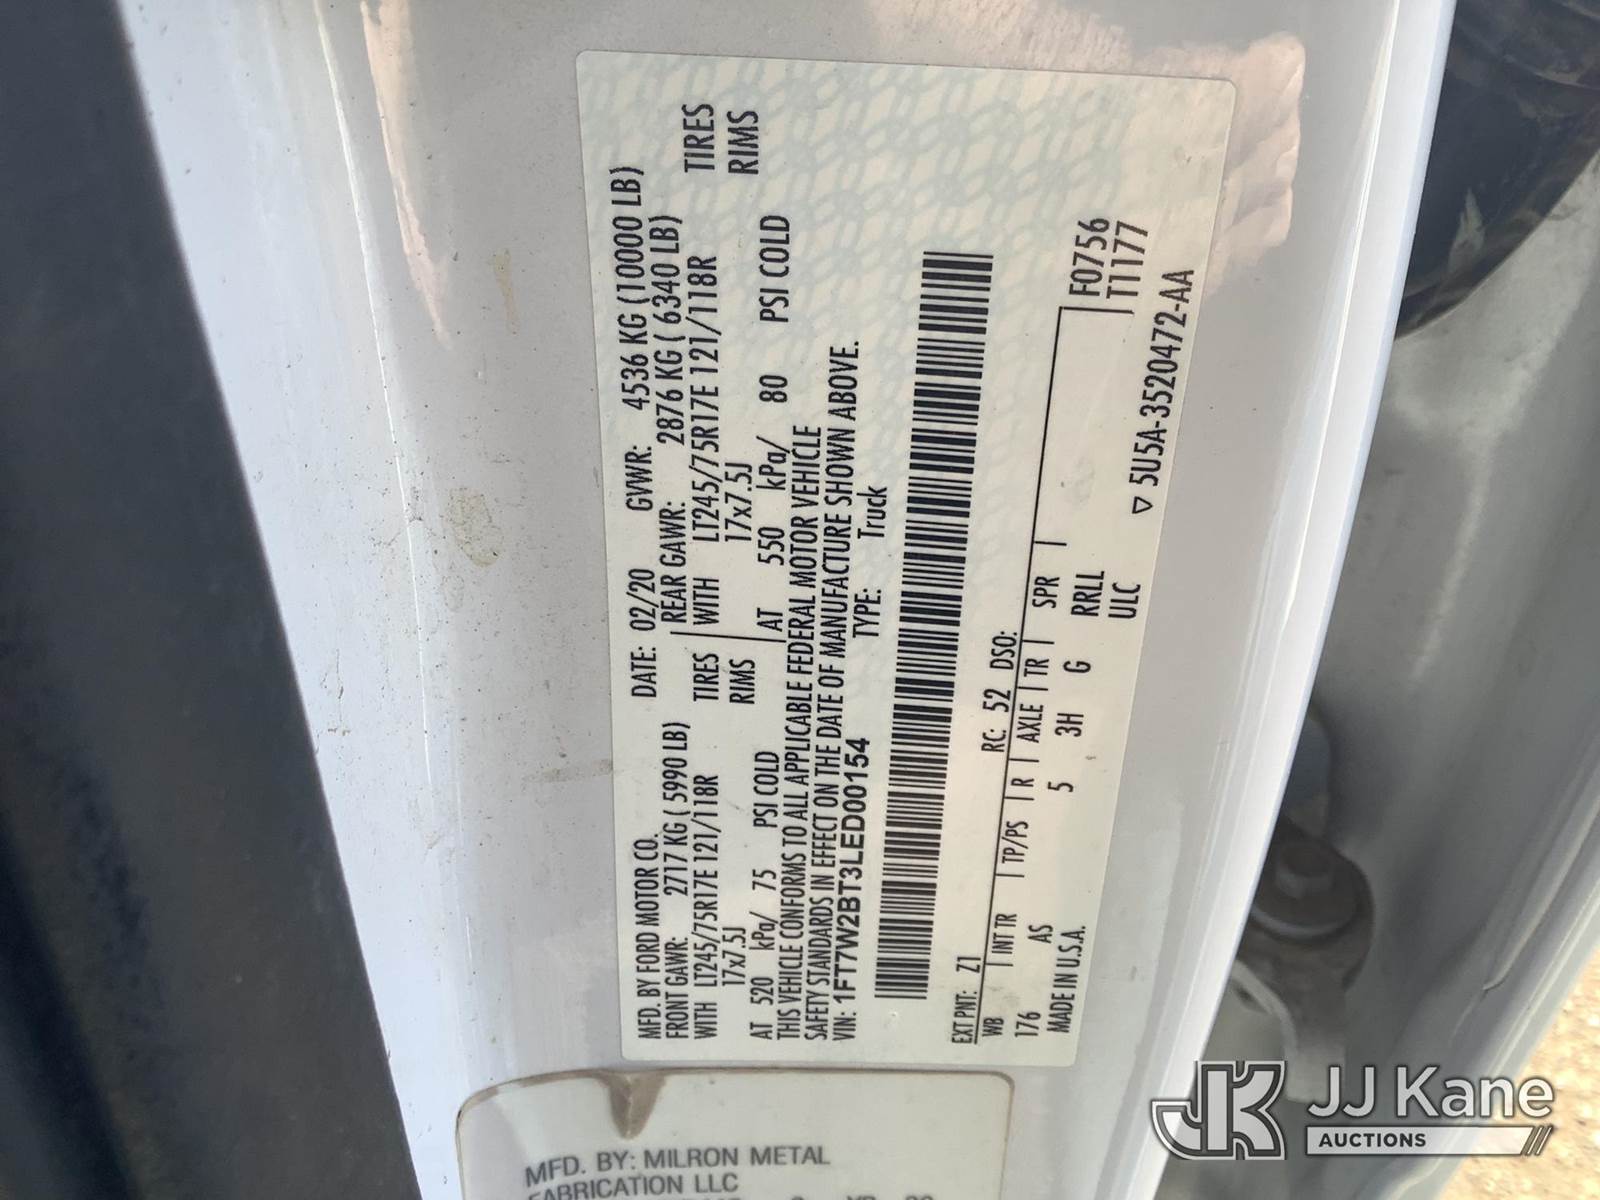 MFD. BY FORD MOTOR CO.
DATE: 02/20 GVWR: 4536 KG (10000 LB)
FRONT GAWR: 2717 KG ( 5990 LB)
REAR GAWR: 2876 KG ( 6340 LB)
WITH LT245/75R17E 121/118R TIRES
WITH LT245/75R17E 121/118R TIRES
17x7.5J RIMS
17x7.5J RIMS
AT 520 kPa/ 75 PSI COLD
AT 550 kPa/ 80 PSI COLD
THIS VEHICLE CONFORMS TO ALL APPLICABLE FEDERAL MOTOR VEHICLE
SAFETY STANDARDS IN EFFECT ON THE DATE OF MANUFACTURE SHOWN ABOVE.
VIN: 1FT7W2BT3LED00154 TYPE: Truck
EXT PNT: Z1 RC: 52 DSO:
WB INT TR TP/PS R AXLE TR SPR
F0756
T1177
176 AS 5 3H G RRLL
MADE IN U.S.A. ULC
▽ 5U5A-3520472-AA
MFD. BY: MILRON METAL
FABRICATION LLC
JK JJ Kane
AUCTIONS